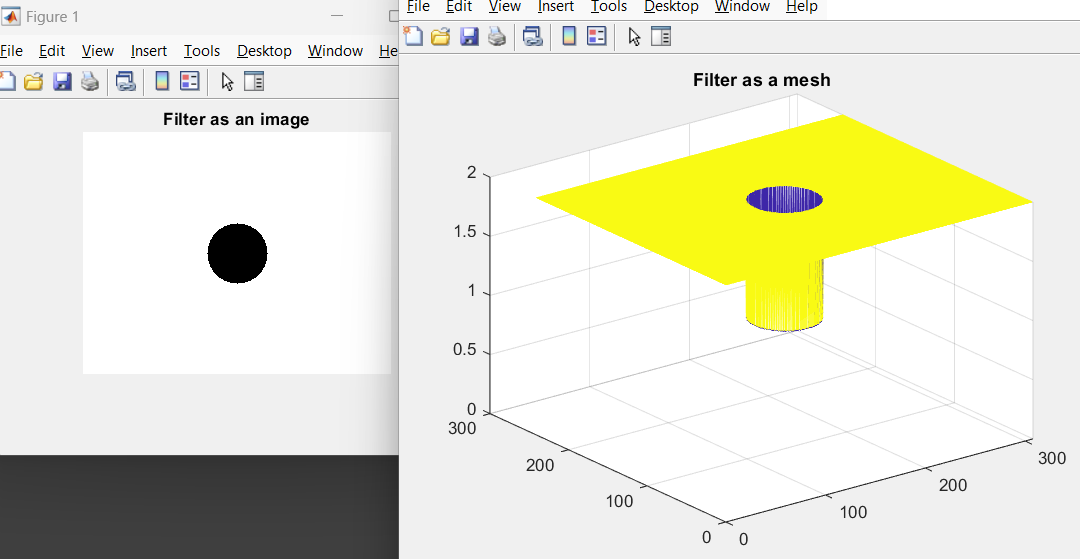 Figure 1
File Edit View Insert Tools Desktop Window He
Filter as an image
File Edit View Insert Tools Desktop Window Help
Filter as a mesh
2
1.5
1
0.5
0
300
200
100
0
0
100
200
300